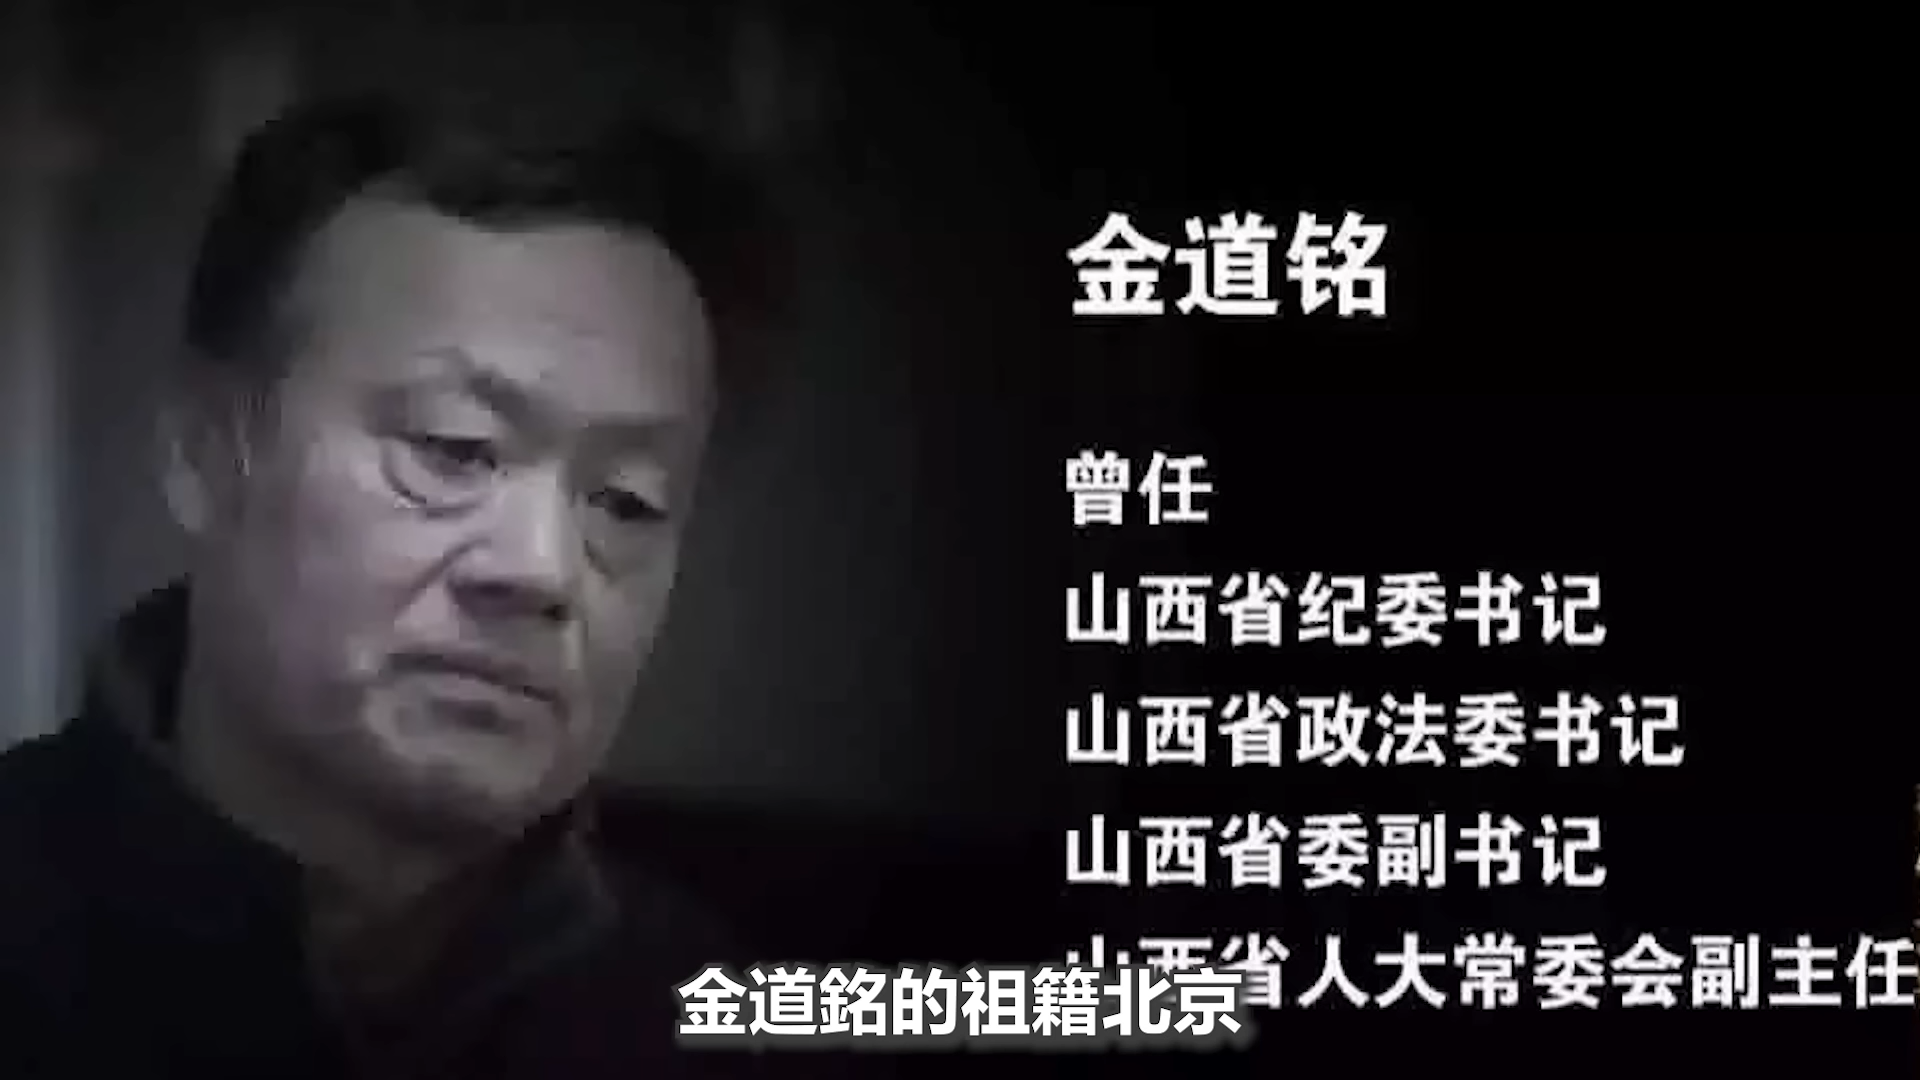 金道铭
曾任
山西省纪委书记
山西省政法委书记
山西省委副书记
山西省人大常委会副主任
金道銘的祖籍北京